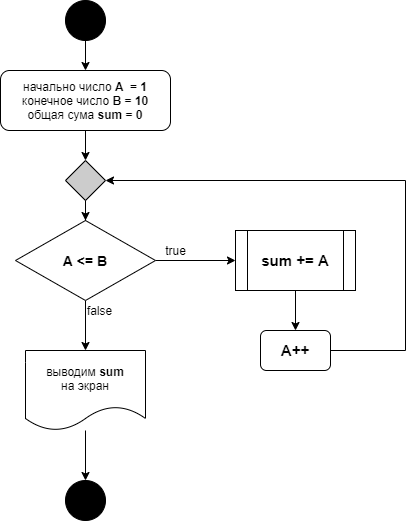 начально число A = 1
конечное число B = 10
общая сума sum = 0
A <= B
true
sum += A
false
A++
выводим sum
на экран